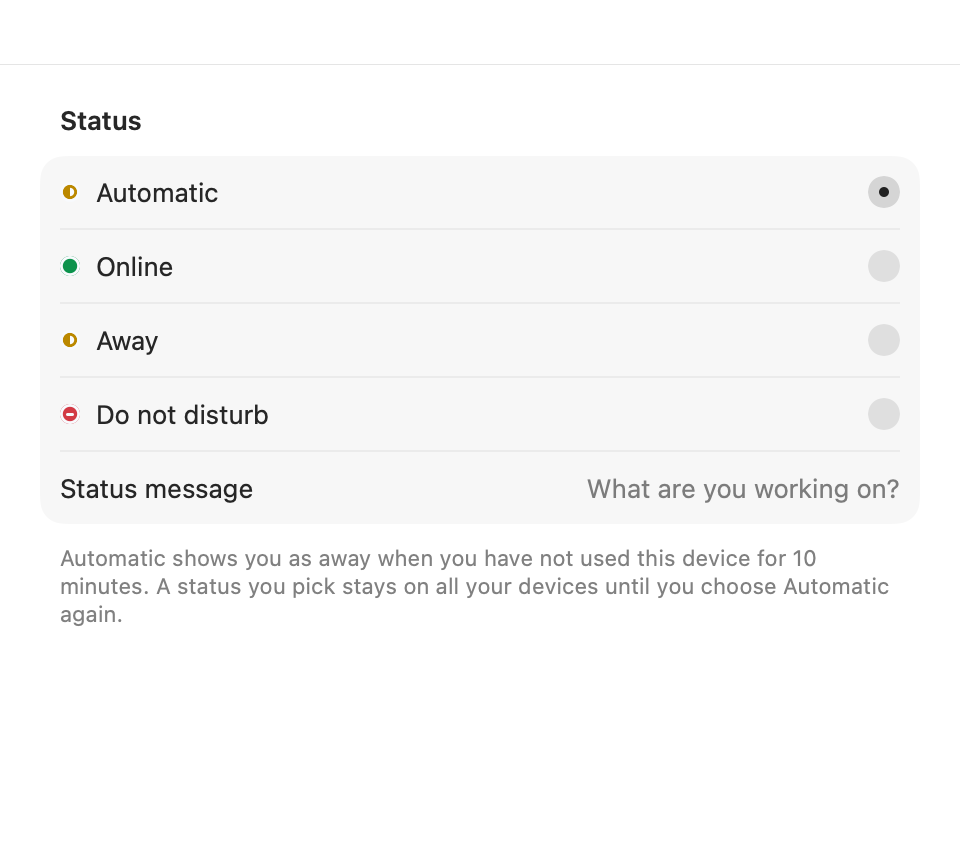 Status
Automatic
Online
Away
Do not disturb
Status message What are you working on?
Automatic shows you as away when you have not used this device for 10
minutes. A status you pick stays on all your devices until you choose Automatic
again.